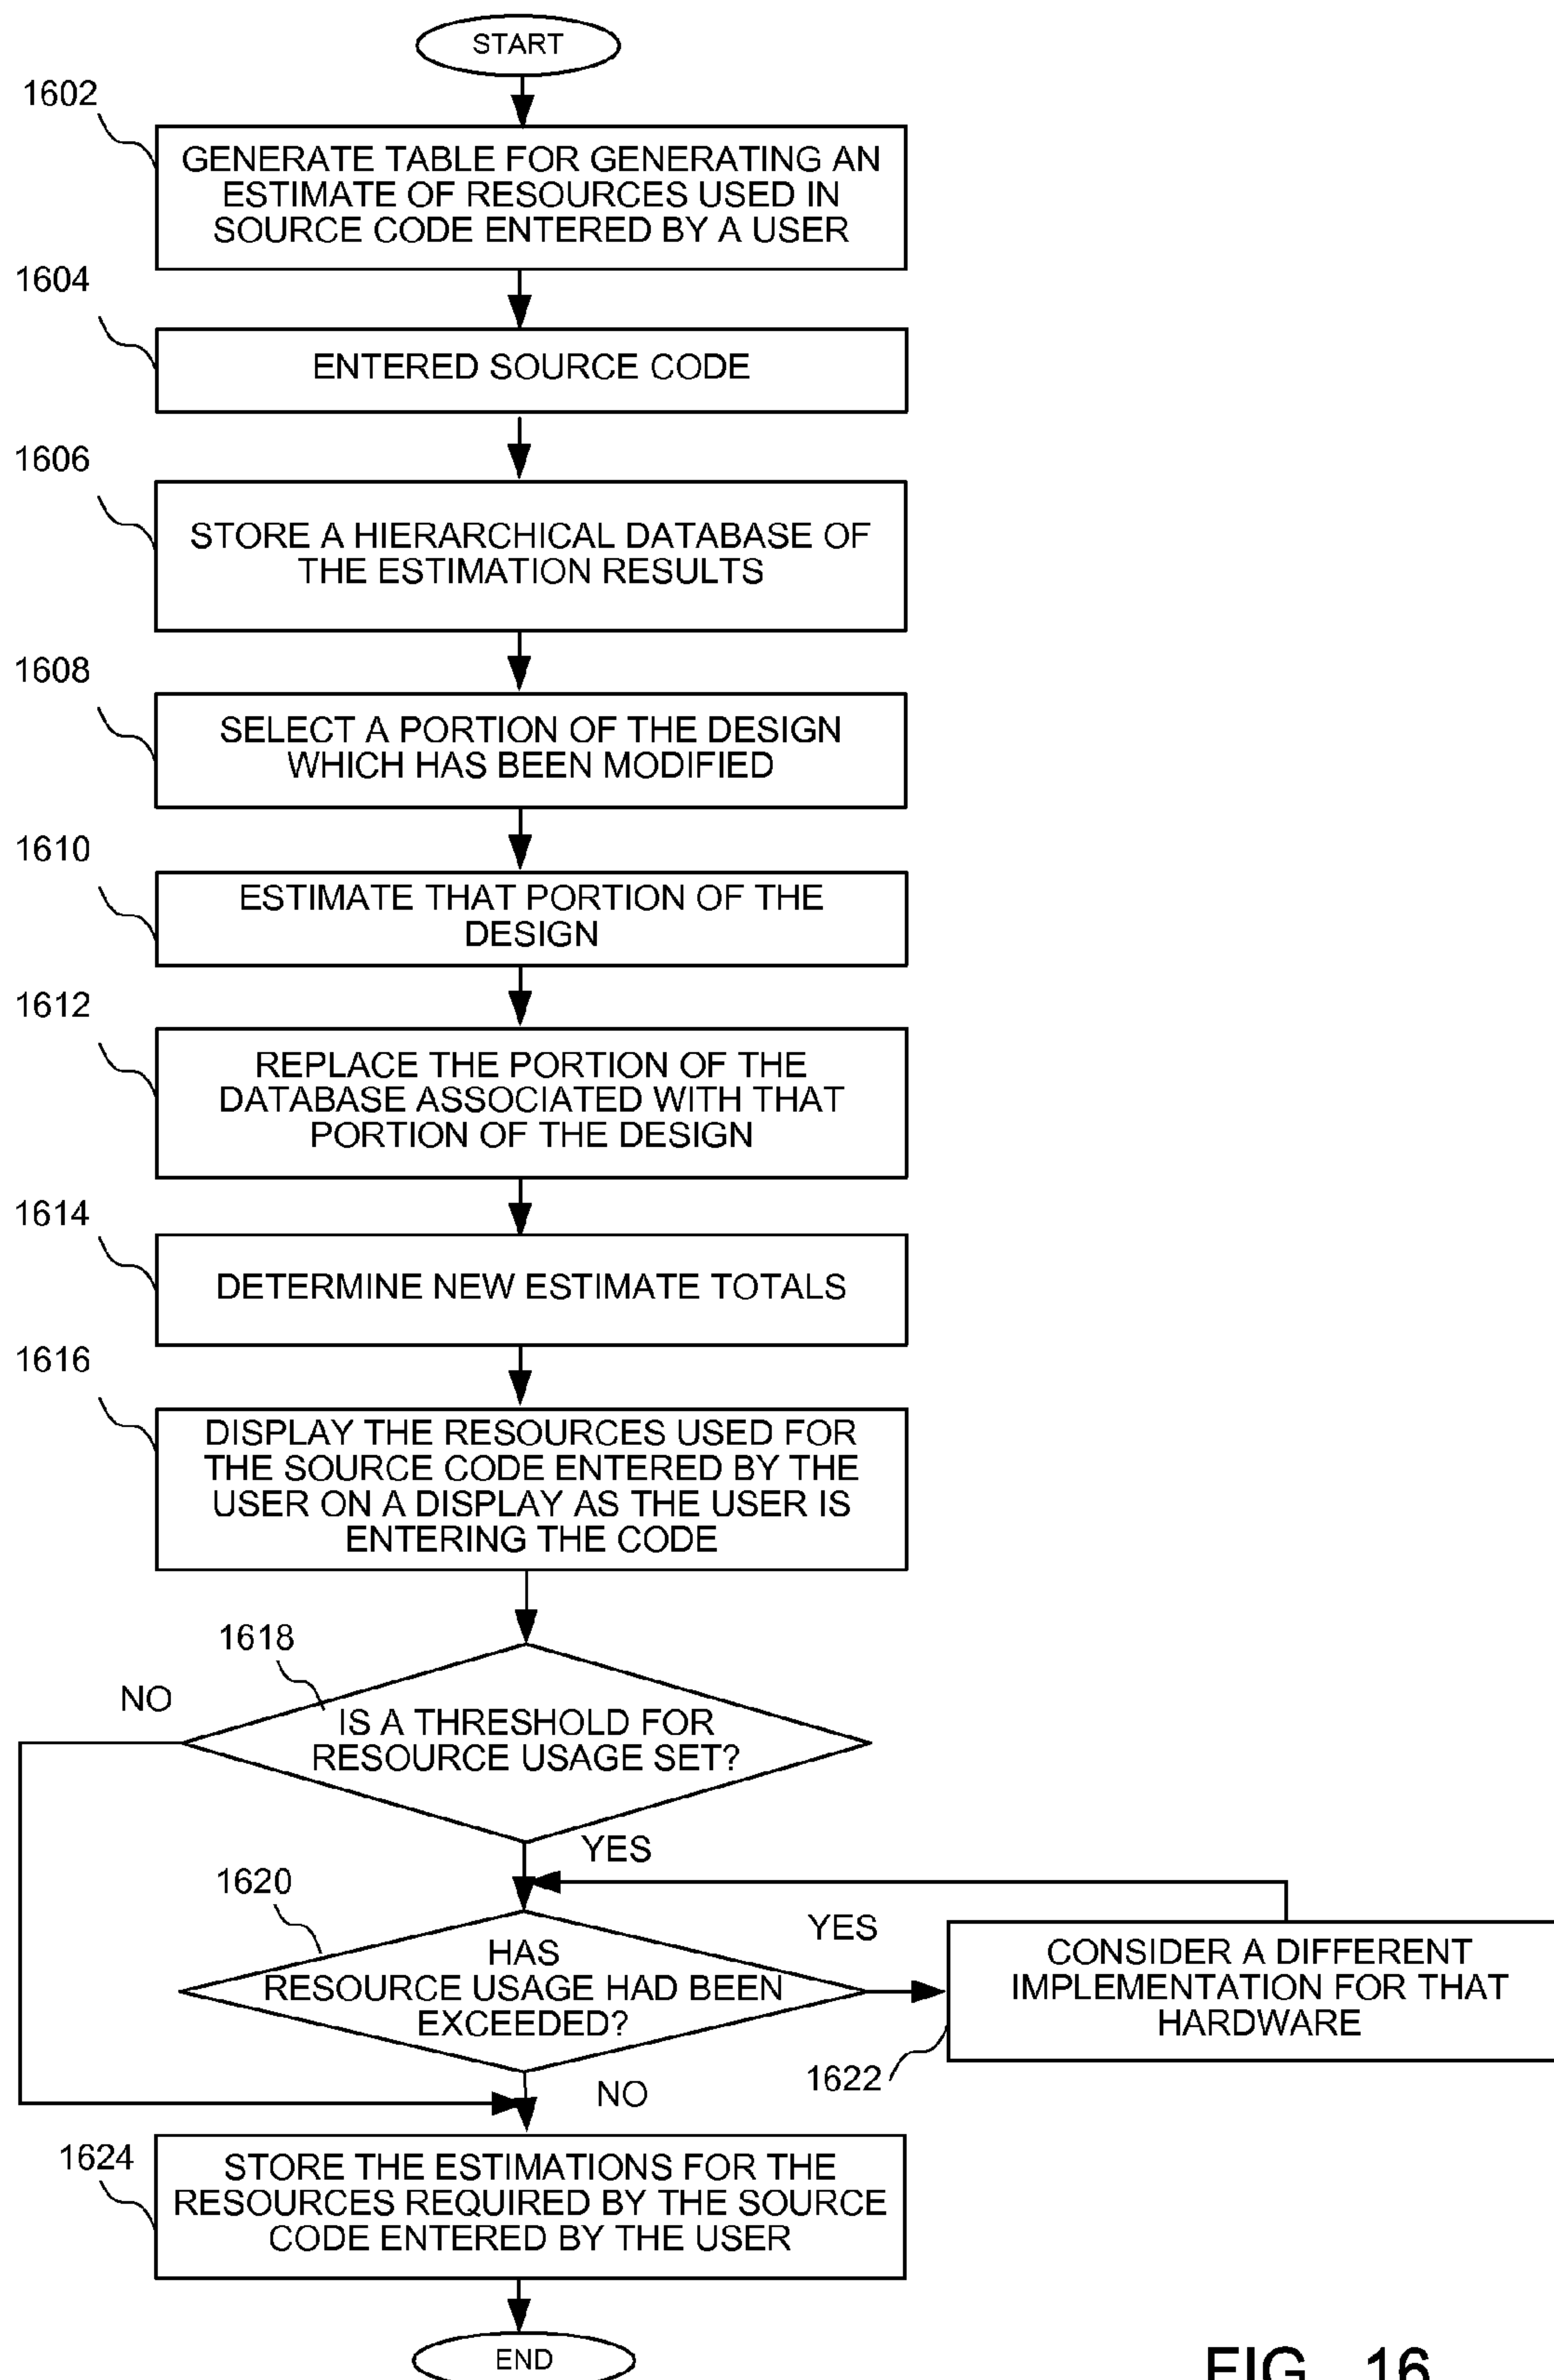 START
1602
GENERATE TABLE FOR GENERATING AN
ESTIMATE OF RESOURCES USED IN
SOURCE CODE ENTERED BY A USER
1604
ENTERED SOURCE CODE
1606
STORE A HIERARCHICAL DATABASE OF
THE ESTIMATION RESULTS
1608
SELECT A PORTION OF THE DESIGN
WHICH HAS BEEN MODIFIED
1610
ESTIMATE THAT PORTION OF THE
DESIGN
1612
REPLACE THE PORTION OF THE
DATABASE ASSOCIATED WITH THAT
PORTION OF THE DESIGN
1614
DETERMINE NEW ESTIMATE TOTALS
1616
DISPLAY THE RESOURCES USED FOR
THE SOURCE CODE ENTERED BY THE
USER ON A DISPLAY AS THE USER IS
ENTERING THE CODE
1618
NO
IS A THRESHOLD FOR
RESOURCE USAGE SET?
YES
1620
HAS
RESOURCE USAGE HAD BEEN
EXCEEDED?
YES
CONSIDER A DIFFERENT
IMPLEMENTATION FOR THAT
HARDWARE
1622
NO
1624
STORE THE ESTIMATIONS FOR THE
RESOURCES REQUIRED BY THE SOURCE
CODE ENTERED BY THE USER
END
FIG. 16